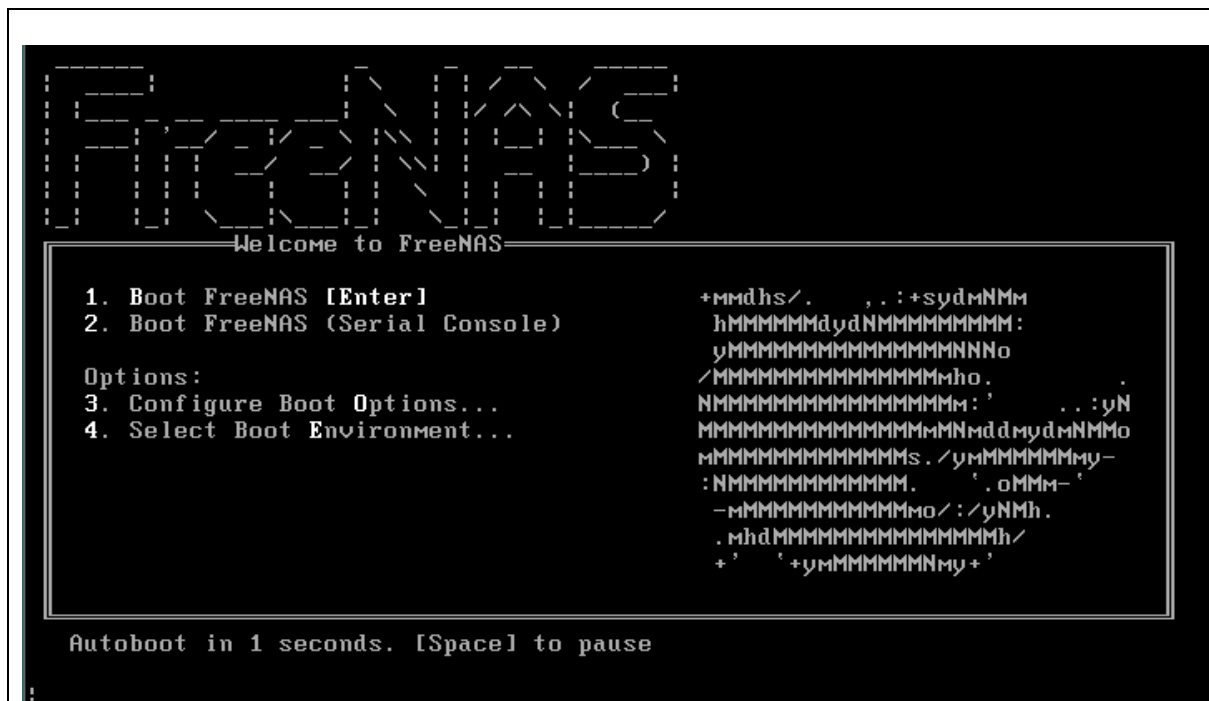 FreeNAS
Welcome to FreeNAS
1. Boot FreeNAS [Enter]
2. Boot FreeNAS (Serial Console)
Options:
3. Configure Boot Options...
4. Select Boot Environment...
Autoboot in 1 seconds. [Space] to pause